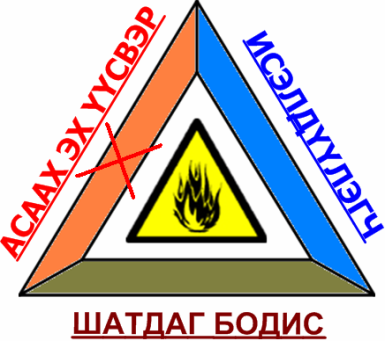 АСААХ ЭХ ҮҮСВЭР
ИСЭЛДҮҮЛЭГЧ
ШАТДАГ БОДИС